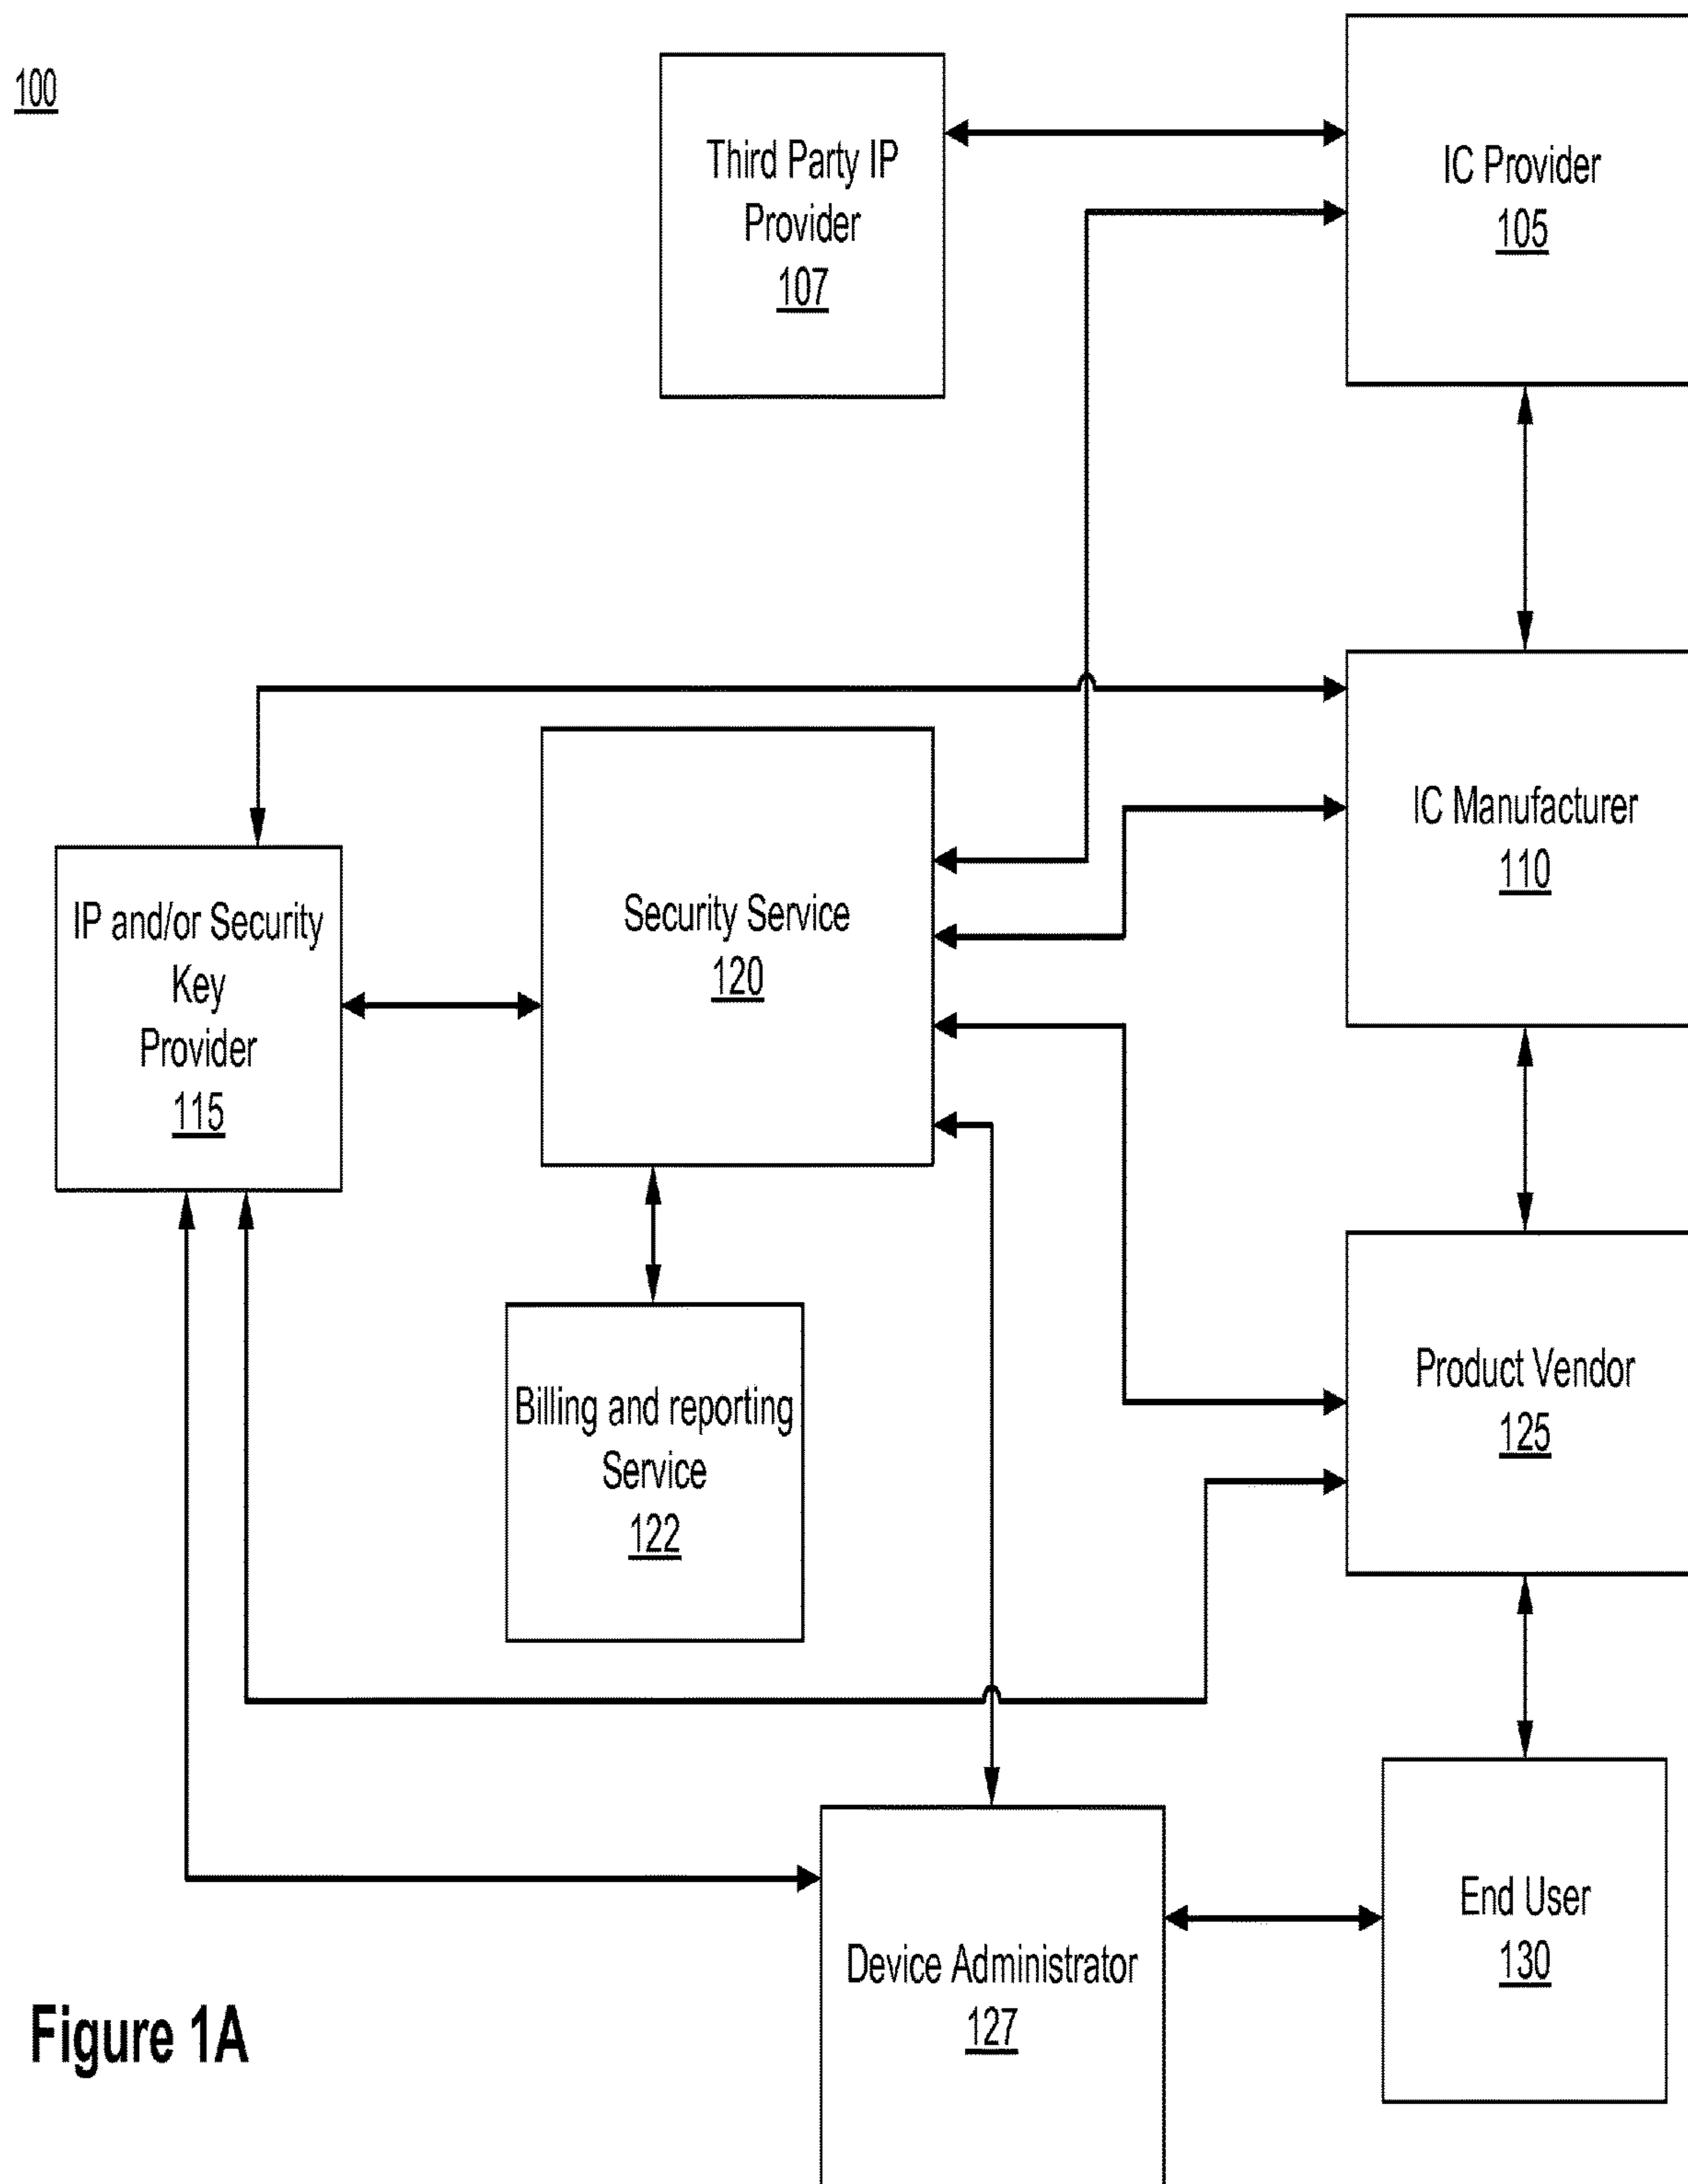 100
Third Party IP
Provider
107
IC Provider
105
IC Manufacturer
110
IP and/or Security
Key
Provider
115
Security Service
120
Billing and reporting
Service
122
Product Vendor
125
Device Administrator
127
End User
130
Figure 1A